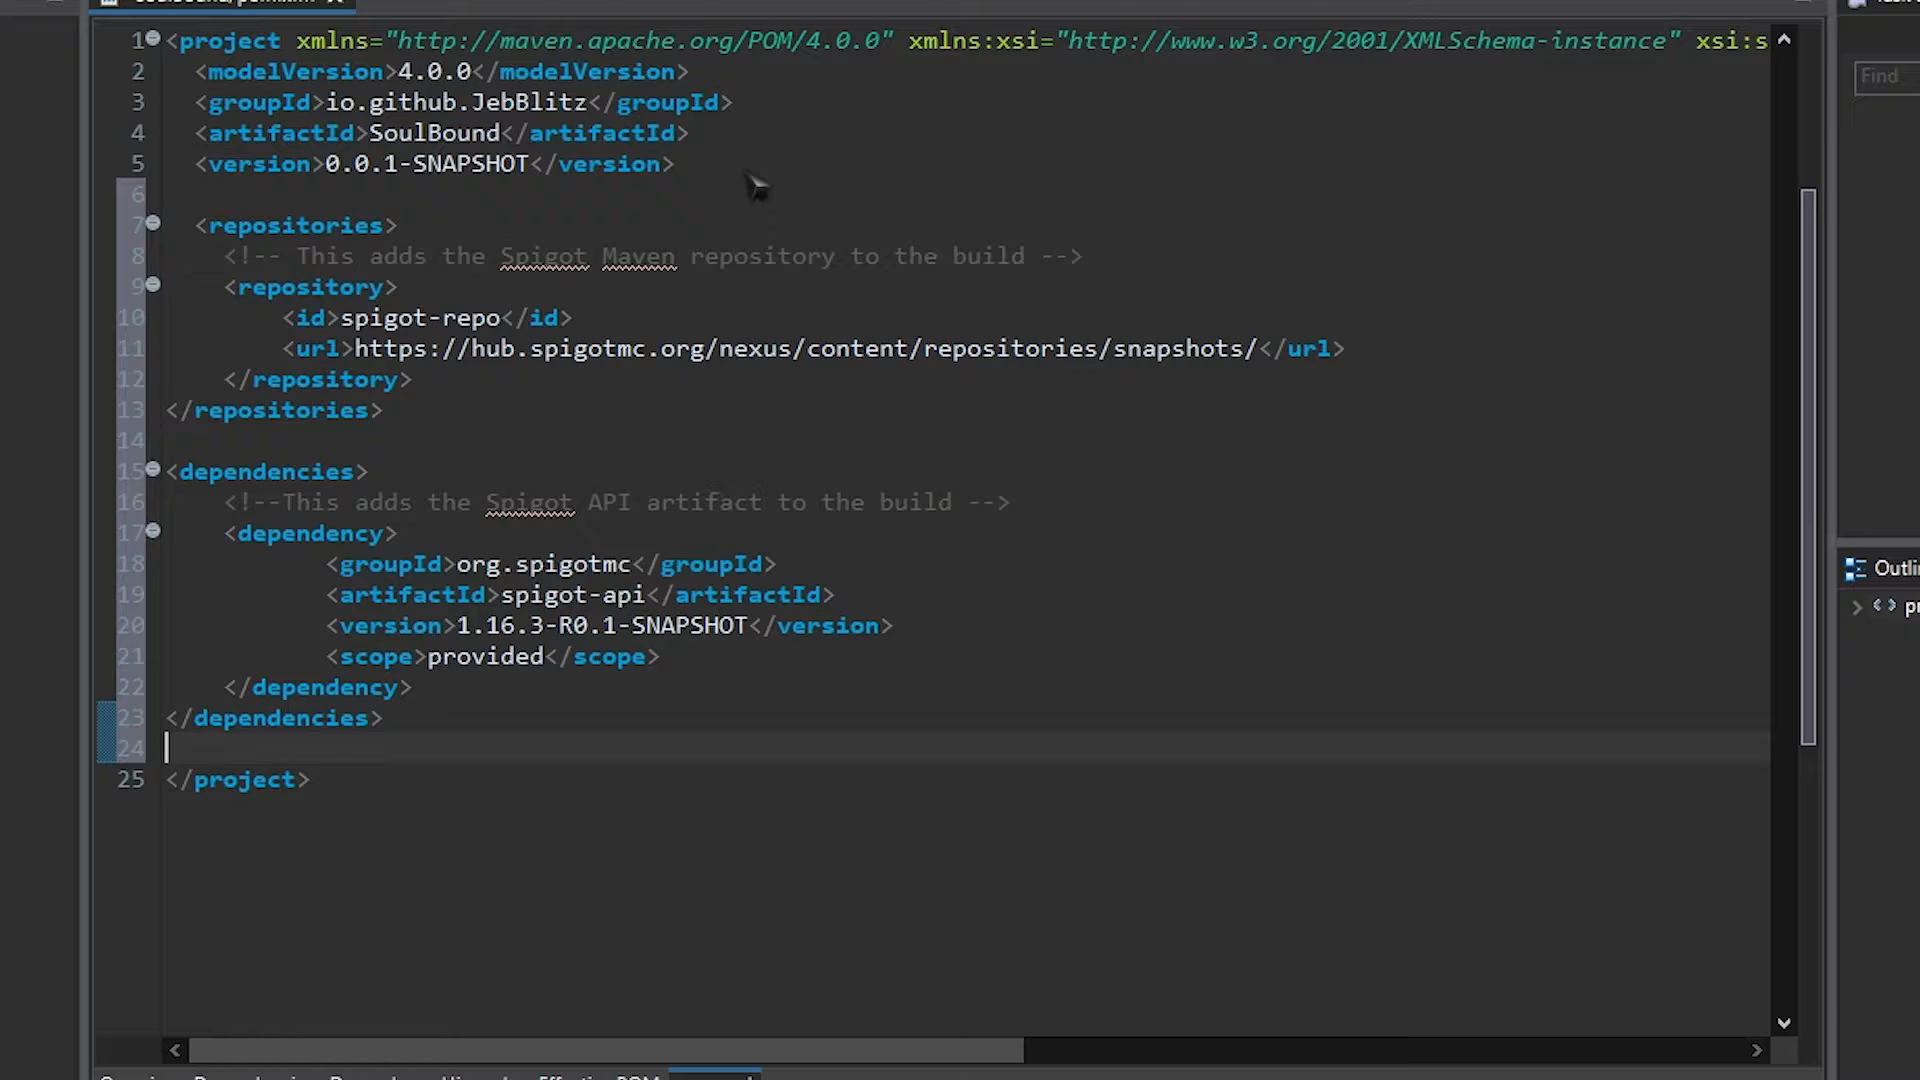 1 <project xmlns="http://maven.apache.org/POM/4.0.0" xmlns:xsi="http://www.w3.org/2001/XMLSchema-instance" xsi:s
2 <modelVersion>4.0.0</modelVersion>
3 <groupId>io.github.JebBlitz</groupId>
4 <artifactId>SoulBound</artifactId>
5 <version>0.0.1-SNAPSHOT</version>
6
7 <repositories>
8 <!-- This adds the Spigot Maven repository to the build -->
9 <repository>
10 <id>spigot-repo</id>
11 <url>https://hub.spigotmc.org/nexus/content/repositories/snapshots/</url>
12 </repository>
13 </repositories>
14
15 <dependencies>
16 <!--This adds the Spigot API artifact to the build -->
17 <dependency>
18 <groupId>org.spigotmc</groupId>
19 <artifactId>spigot-api</artifactId>
20 <version>1.16.3-R0.1-SNAPSHOT</version>
21 <scope>provided</scope>
22 </dependency>
23 </dependencies>
24
25 </project>
Find
Outli